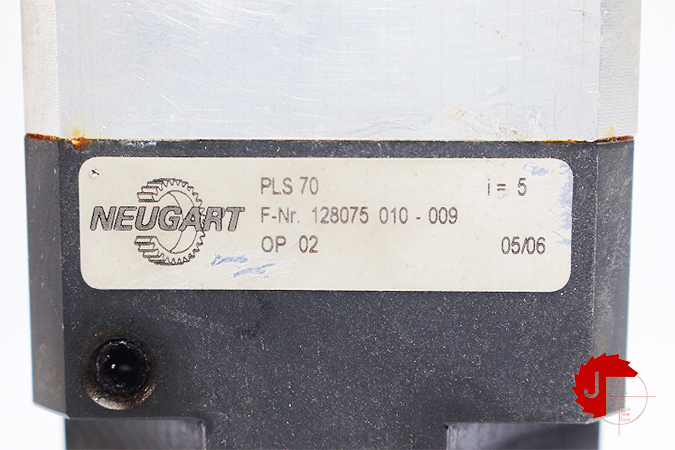 NEUGART
PLS 70 i = 5
F-Nr. 128075 010 - 009
OP 02 05/06
J
E